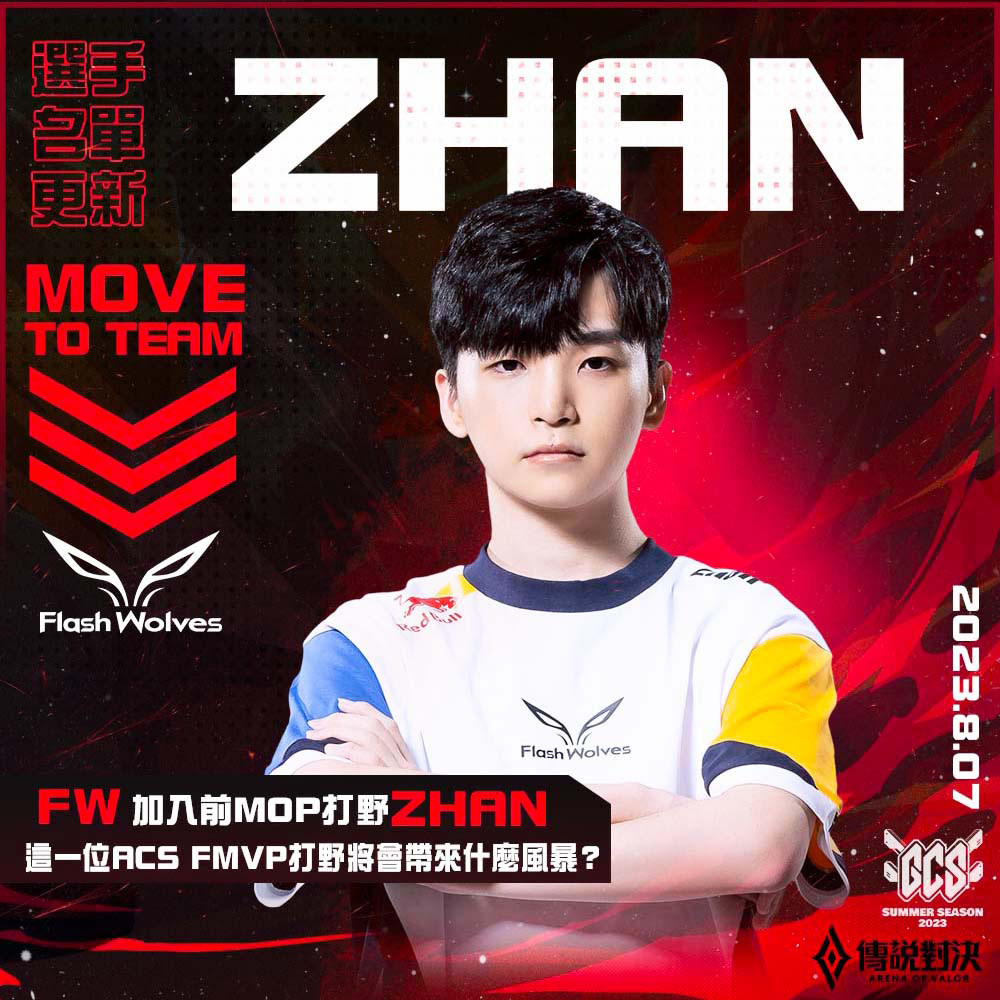 選手
名單
更新
ZHAN
MOVE
TO TEAM
Flash Wolves
Red Bull
Flash Wolves
2023.8.07
FW 加入前MOP打野ZHAN
這一位ACS FMVP打野將會帶來什麼風暴？
GCS
SUMMER SEASON
2023
傳說對決
ARENA OF VALOR